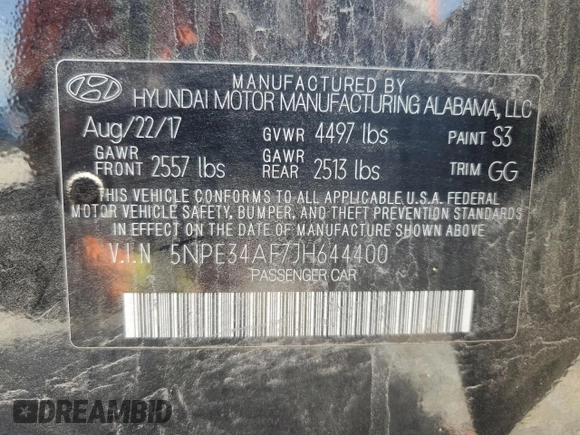 MANUFACTURED BY
HYUNDAI MOTOR MANUFACTURING ALABAMA, LLC
Aug/22/17 GVWR 4497 lbs PAINT S3
GAWR FRONT 2557 lbs GAWR REAR 2513 lbs TRIM GG
THIS VEHICLE CONFORMS TO ALL APPLICABLE U.S.A. FEDERAL
MOTOR VEHICLE SAFETY, BUMPER, AND THEFT PREVENTION STANDARDS
IN EFFECT ON THE DATE OF MANUFACTURE SHOWN ABOVE
V.I.N 5NPE34AF7JH644400
PASSENGER CAR
DREAMBID